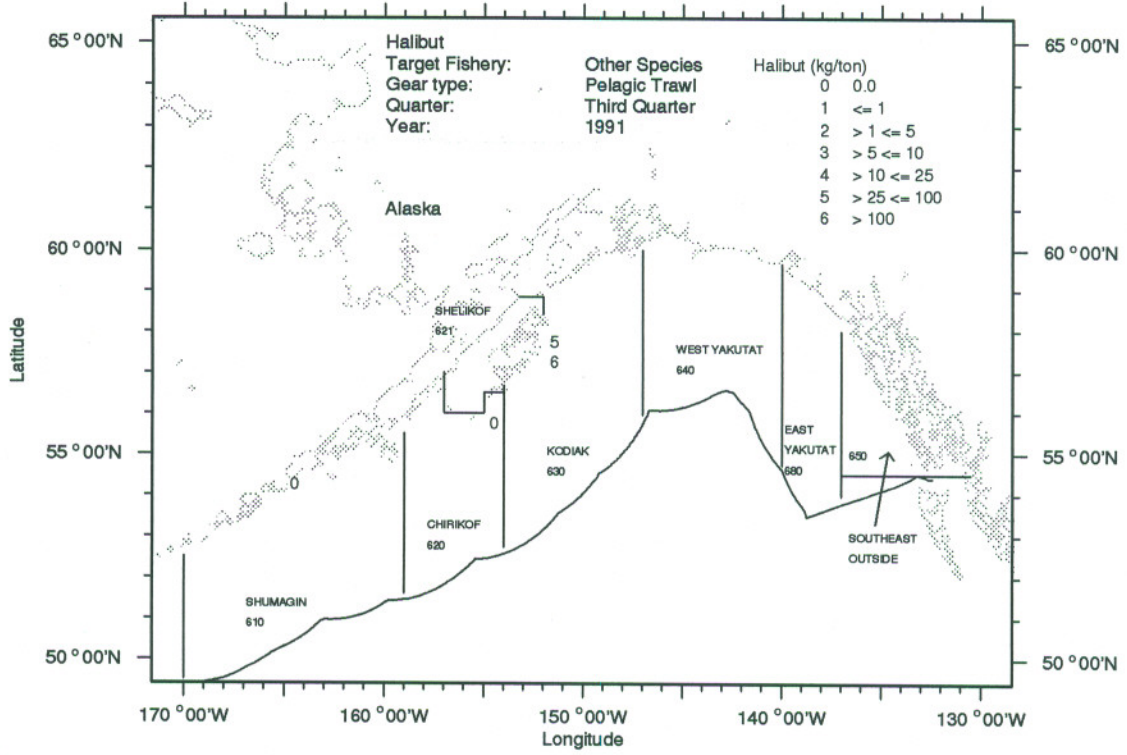 65°00'N
65°00'N
Halibut
Target Fishery: Other Species
Gear type: Pelagic Trawl
Quarter: Third Quarter
Year: 1991
Halibut (kg/ton)
0 0.0
1 <= 1
2 > 1 <= 5
3 > 5 <= 10
4 > 10 <= 25
5 > 25 <= 100
6 > 100
Alaska
60°00'N
60°00'N
SHELIKOF
621
5
6
WEST YAKUTAT
640
Latitude
0
EAST
YAKUTAT
680
650
55°00'N
55°00'N
KODIAK
630
0
CHIRIKOF
620
SOUTHEAST
OUTSIDE
SHUMAGIN
610
50°00'N
50°00'N
170°00'W
160°00'W
150°00'W
140°00'W
130°00'W
Longitude